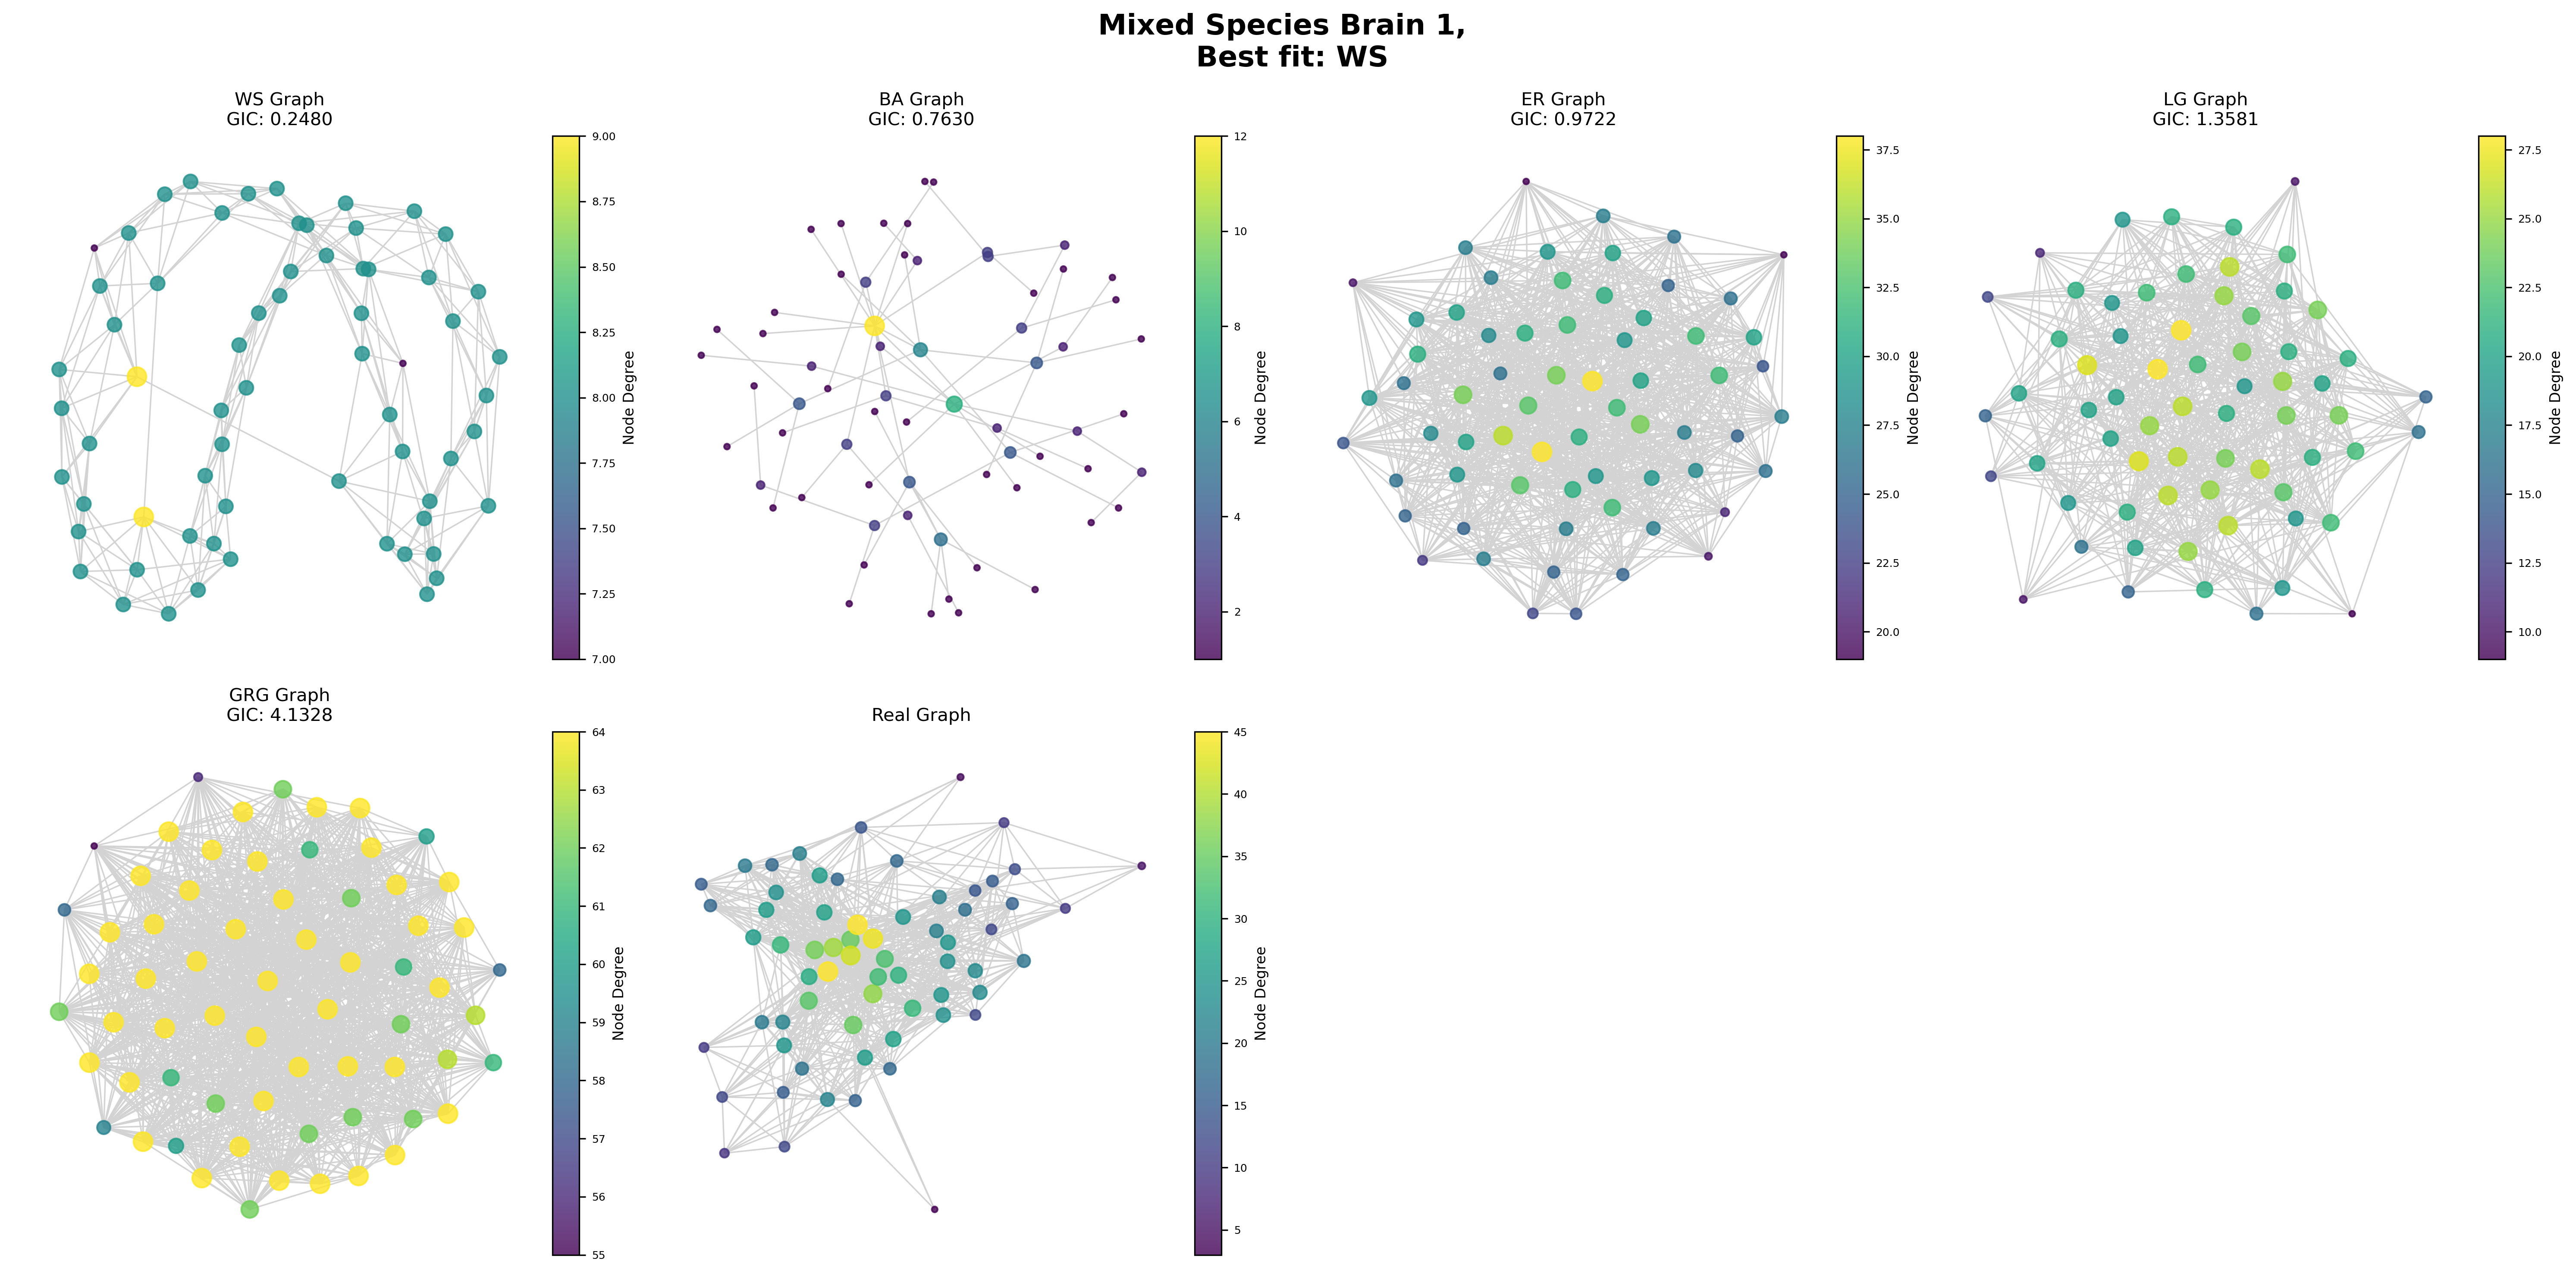 Mixed Species Brain 1,
Best fit: WS
WS Graph
GIC: 0.2480
9.00
8.75
8.50
8.25
8.00
7.75
7.50
7.25
7.00
Node Degree
BA Graph
GIC: 0.7630
12
10
8
6
4
2
Node Degree
ER Graph
GIC: 0.9722
37.5
35.0
32.5
30.0
27.5
25.0
22.5
20.0
Node Degree
LG Graph
GIC: 1.3581
27.5
25.0
22.5
20.0
17.5
15.0
12.5
10.0
Node Degree
GRG Graph
GIC: 4.1328
64
63
62
61
60
59
58
57
56
55
Node Degree
Real Graph
45
40
35
30
25
20
15
10
5
Node Degree